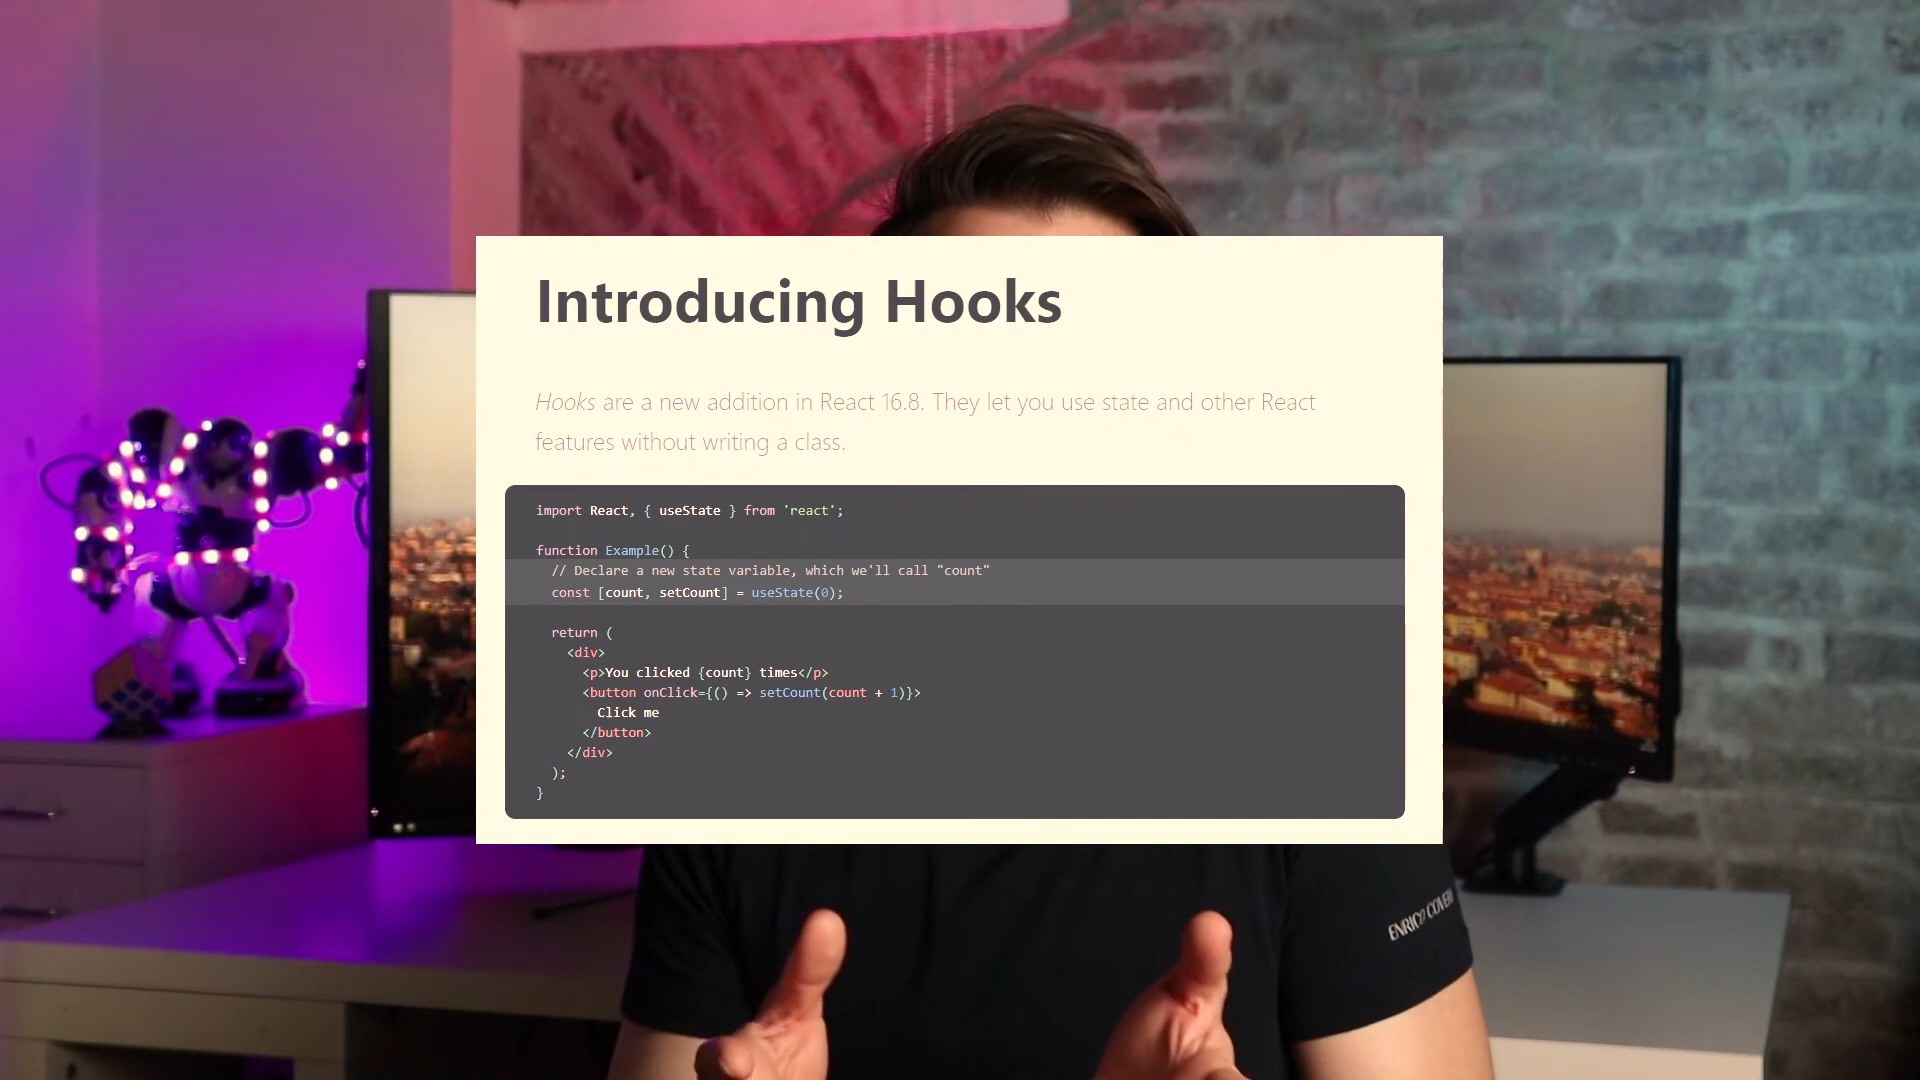 Introducing Hooks
Hooks are a new addition in React 16.8. They let you use state and other React
features without writing a class.
import React, { useState } from 'react';
function Example() {
// Declare a new state variable, which we'll call "count"
const [count, setCount] = useState(0);
return (
<div>
<p>You clicked {count} times</p>
<button onClick={() => setCount(count + 1)}>
Click me
</button>
</div>
);
}
ENRICO COVERI